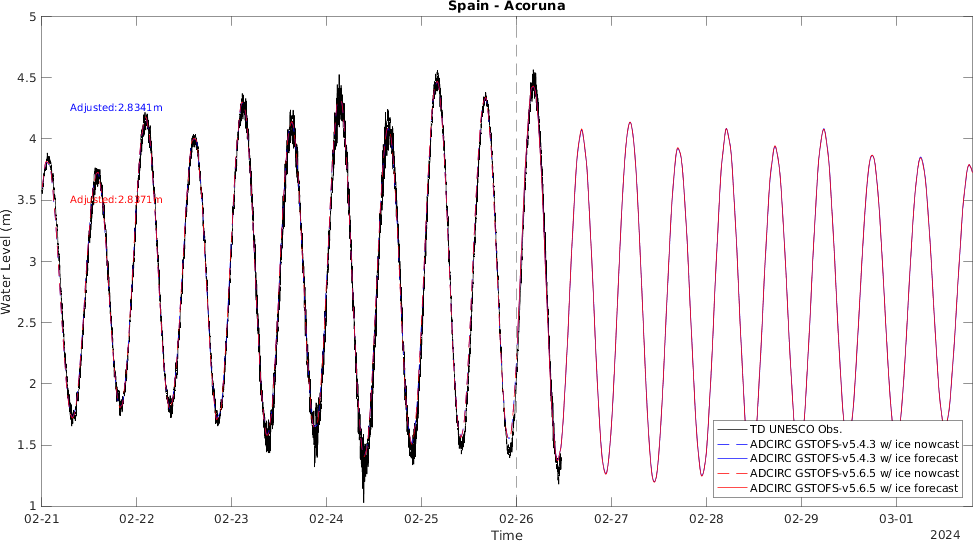 Spain - Acoruna
5
4.5
4
3.5
3
2.5
2
1.5
1
Water Level (m)
Adjusted:2.8341m
Adjusted:2.8371m
TD UNESCO Obs.
ADCIRC GSTOFS-v5.4.3 w/ ice nowcast
ADCIRC GSTOFS-v5.4.3 w/ ice forecast
ADCIRC GSTOFS-v5.6.5 w/ ice nowcast
ADCIRC GSTOFS-v5.6.5 w/ ice forecast
02-21 02-22 02-23 02-24 02-25 02-26 02-27 02-28 02-29 03-01
Time
2024